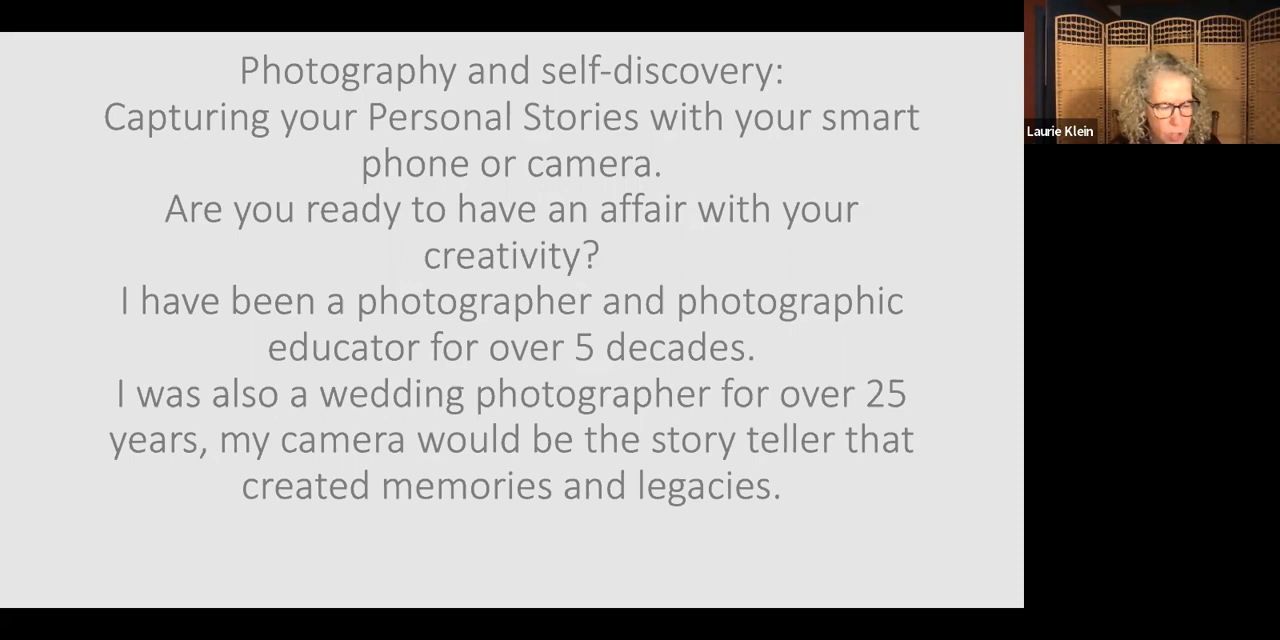 Photography and self-discovery:
Capturing your Personal Stories with your smart
phone or camera.
Are you ready to have an affair with your
creativity?
I have been a photographer and photographic
educator for over 5 decades.
I was also a wedding photographer for over 25
years, my camera would be the story teller that
created memories and legacies.
Laurie Klein